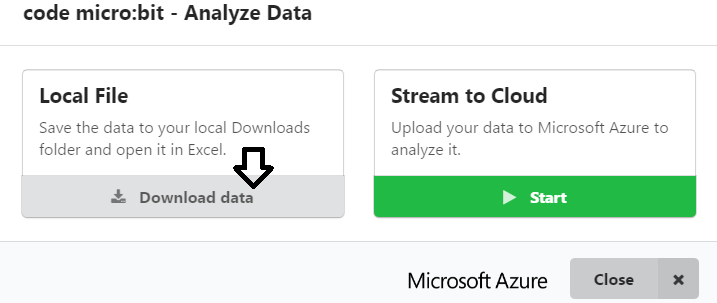 code micro:bit - Analyze Data
Local File
Save the data to your local Downloads
folder and open it in Excel.
Download data
Stream to Cloud
Upload your data to Microsoft Azure to
analyze it.
Start
Microsoft Azure
Close